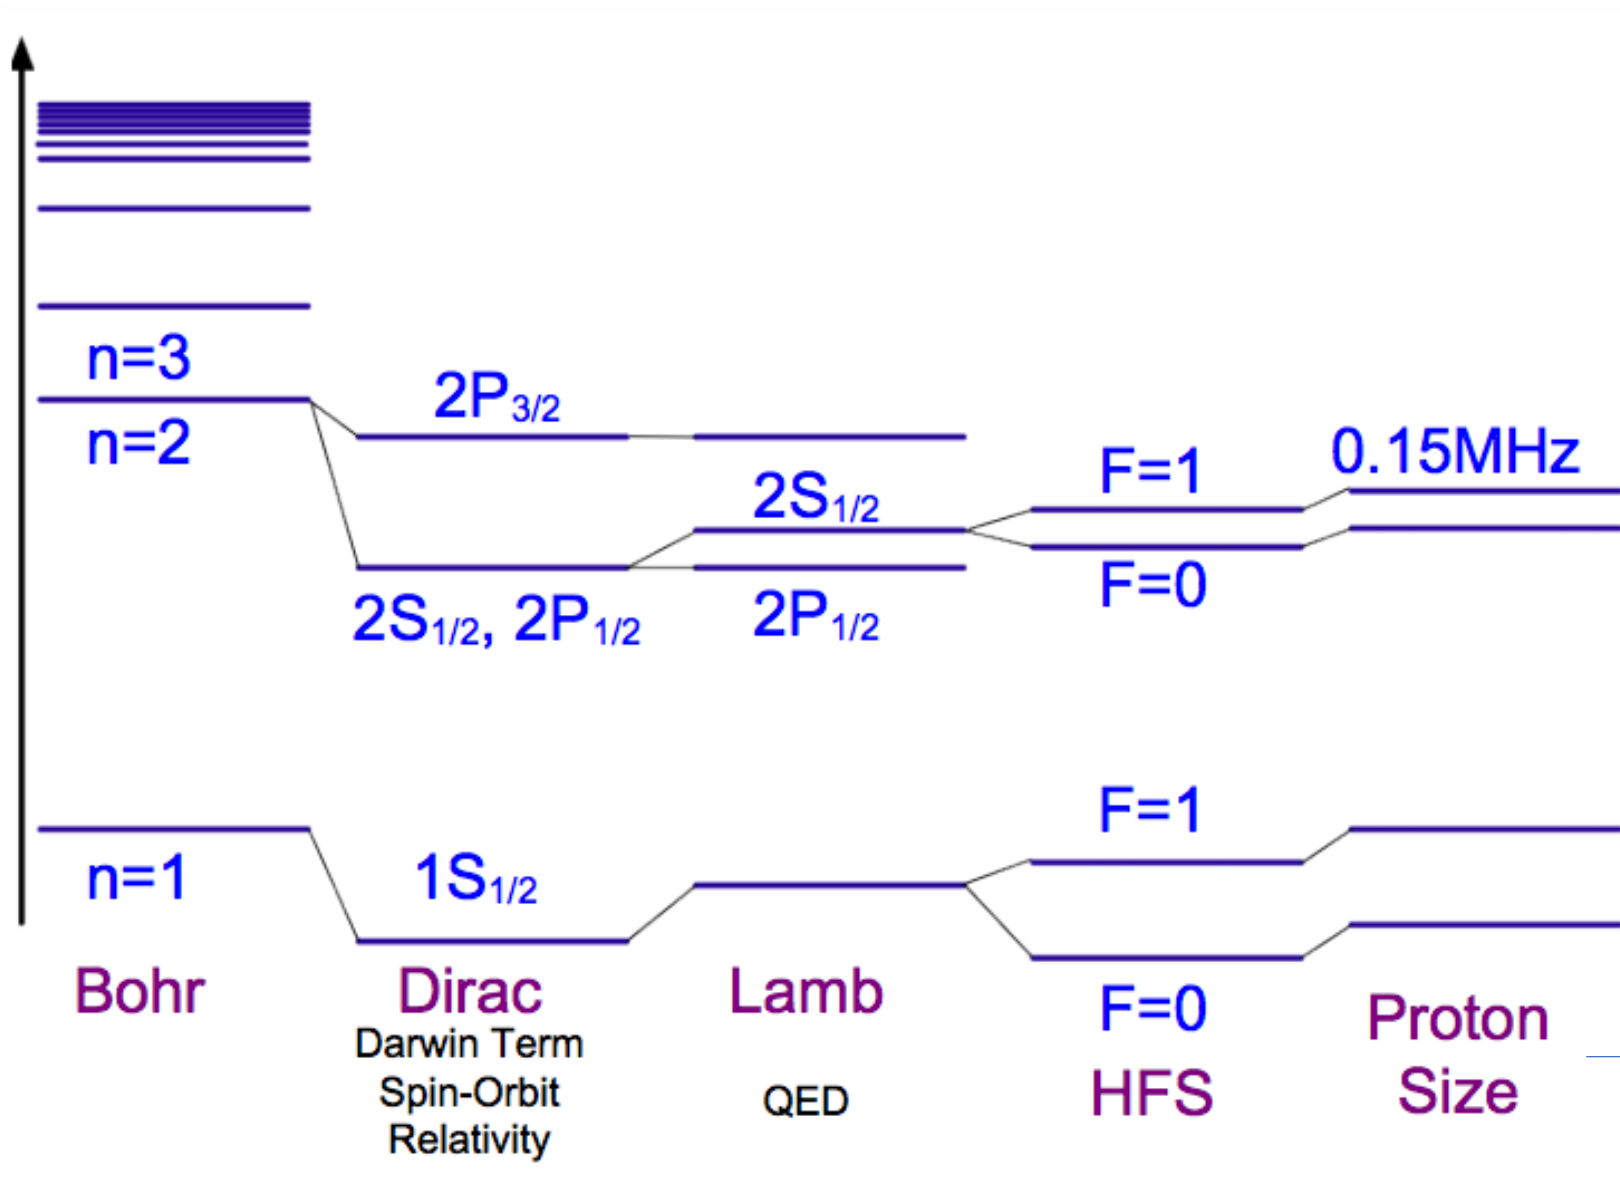 n=3
n=2
n=1
2P3/2
2S1/2, 2P1/2
1S1/2
2S1/2
2P1/2
F=1
F=0
F=1
F=0
0.15MHz
Bohr
Dirac
Darwin Term
Spin-Orbit
Relativity
Lamb
QED
HFS
Proton
Size